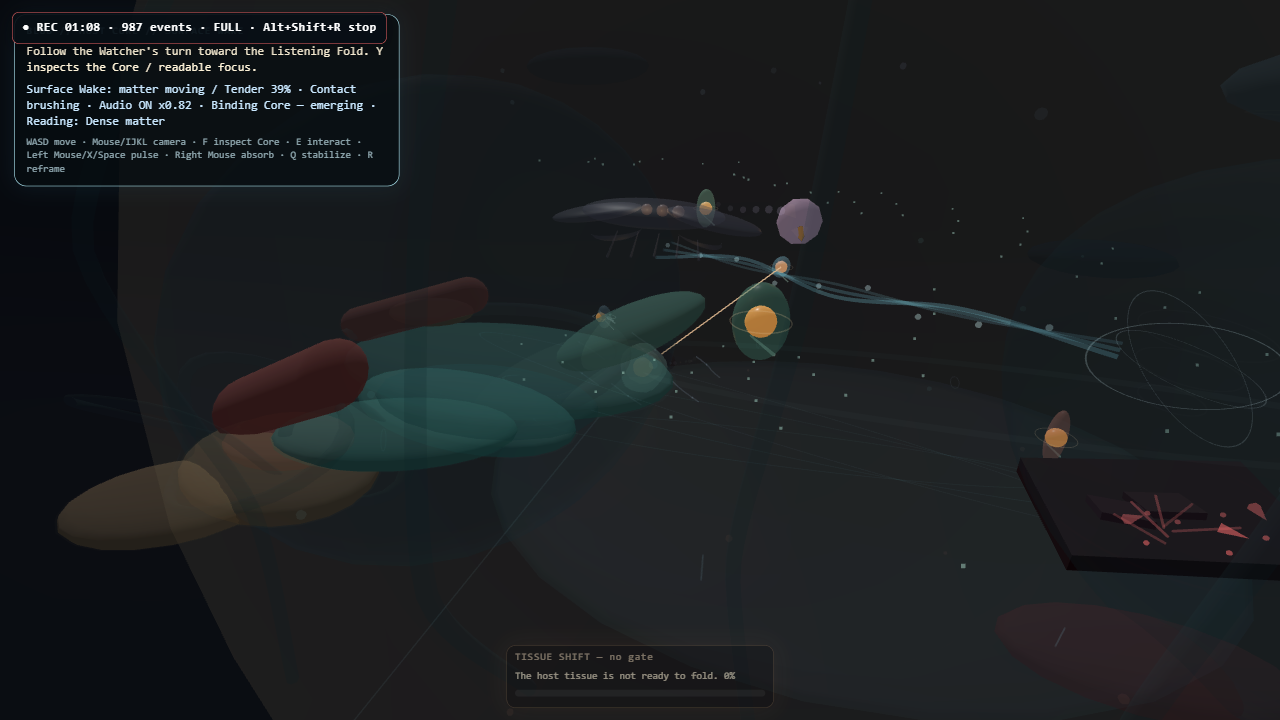 ● REC 01:08 · 987 events · FULL · Alt+Shift+R stop
Follow the Watcher's turn toward the Listening Fold. Y
inspects the Core / readable focus.
Surface Wake: matter moving / Tender 39% · Contact
brushing · Audio ON x0.82 · Binding Core — emerging ·
Reading: Dense matter
WASD move · Mouse/IJKL camera · F inspect Core · E interact ·
Left Mouse/X/Space pulse · Right Mouse absorb · Q stabilize · R
reframe
TISSUE SHIFT — no gate
The host tissue is not ready to fold. 0%